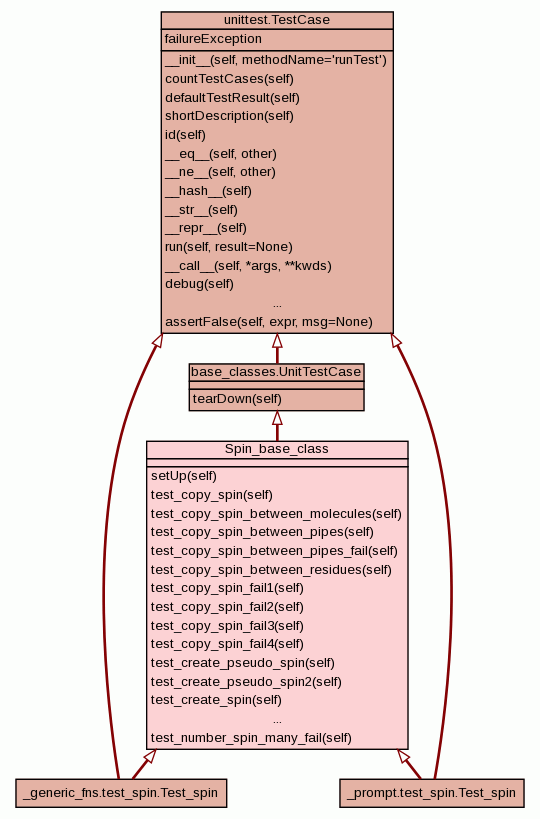 unittest.TestCase
failureException
__init__(self, methodName='runTest')
countTestCases(self)
defaultTestResult(self)
shortDescription(self)
id(self)
__eq__(self, other)
__ne__(self, other)
__hash__(self)
__str__(self)
__repr__(self)
run(self, result=None)
__call__(self, *args, **kwds)
debug(self)
...
assertFalse(self, expr, msg=None)
base_classes.UnitTestCase
tearDown(self)
Spin_base_class
setUp(self)
test_copy_spin(self)
test_copy_spin_between_molecules(self)
test_copy_spin_between_pipes(self)
test_copy_spin_between_pipes_fail(self)
test_copy_spin_between_residues(self)
test_copy_spin_fail1(self)
test_copy_spin_fail2(self)
test_copy_spin_fail3(self)
test_copy_spin_fail4(self)
test_create_pseudo_spin(self)
test_create_pseudo_spin2(self)
test_create_spin(self)
...
test_number_spin_many_fail(self)
_generic_fns.test_spin.Test_spin
_prompt.test_spin.Test_spin